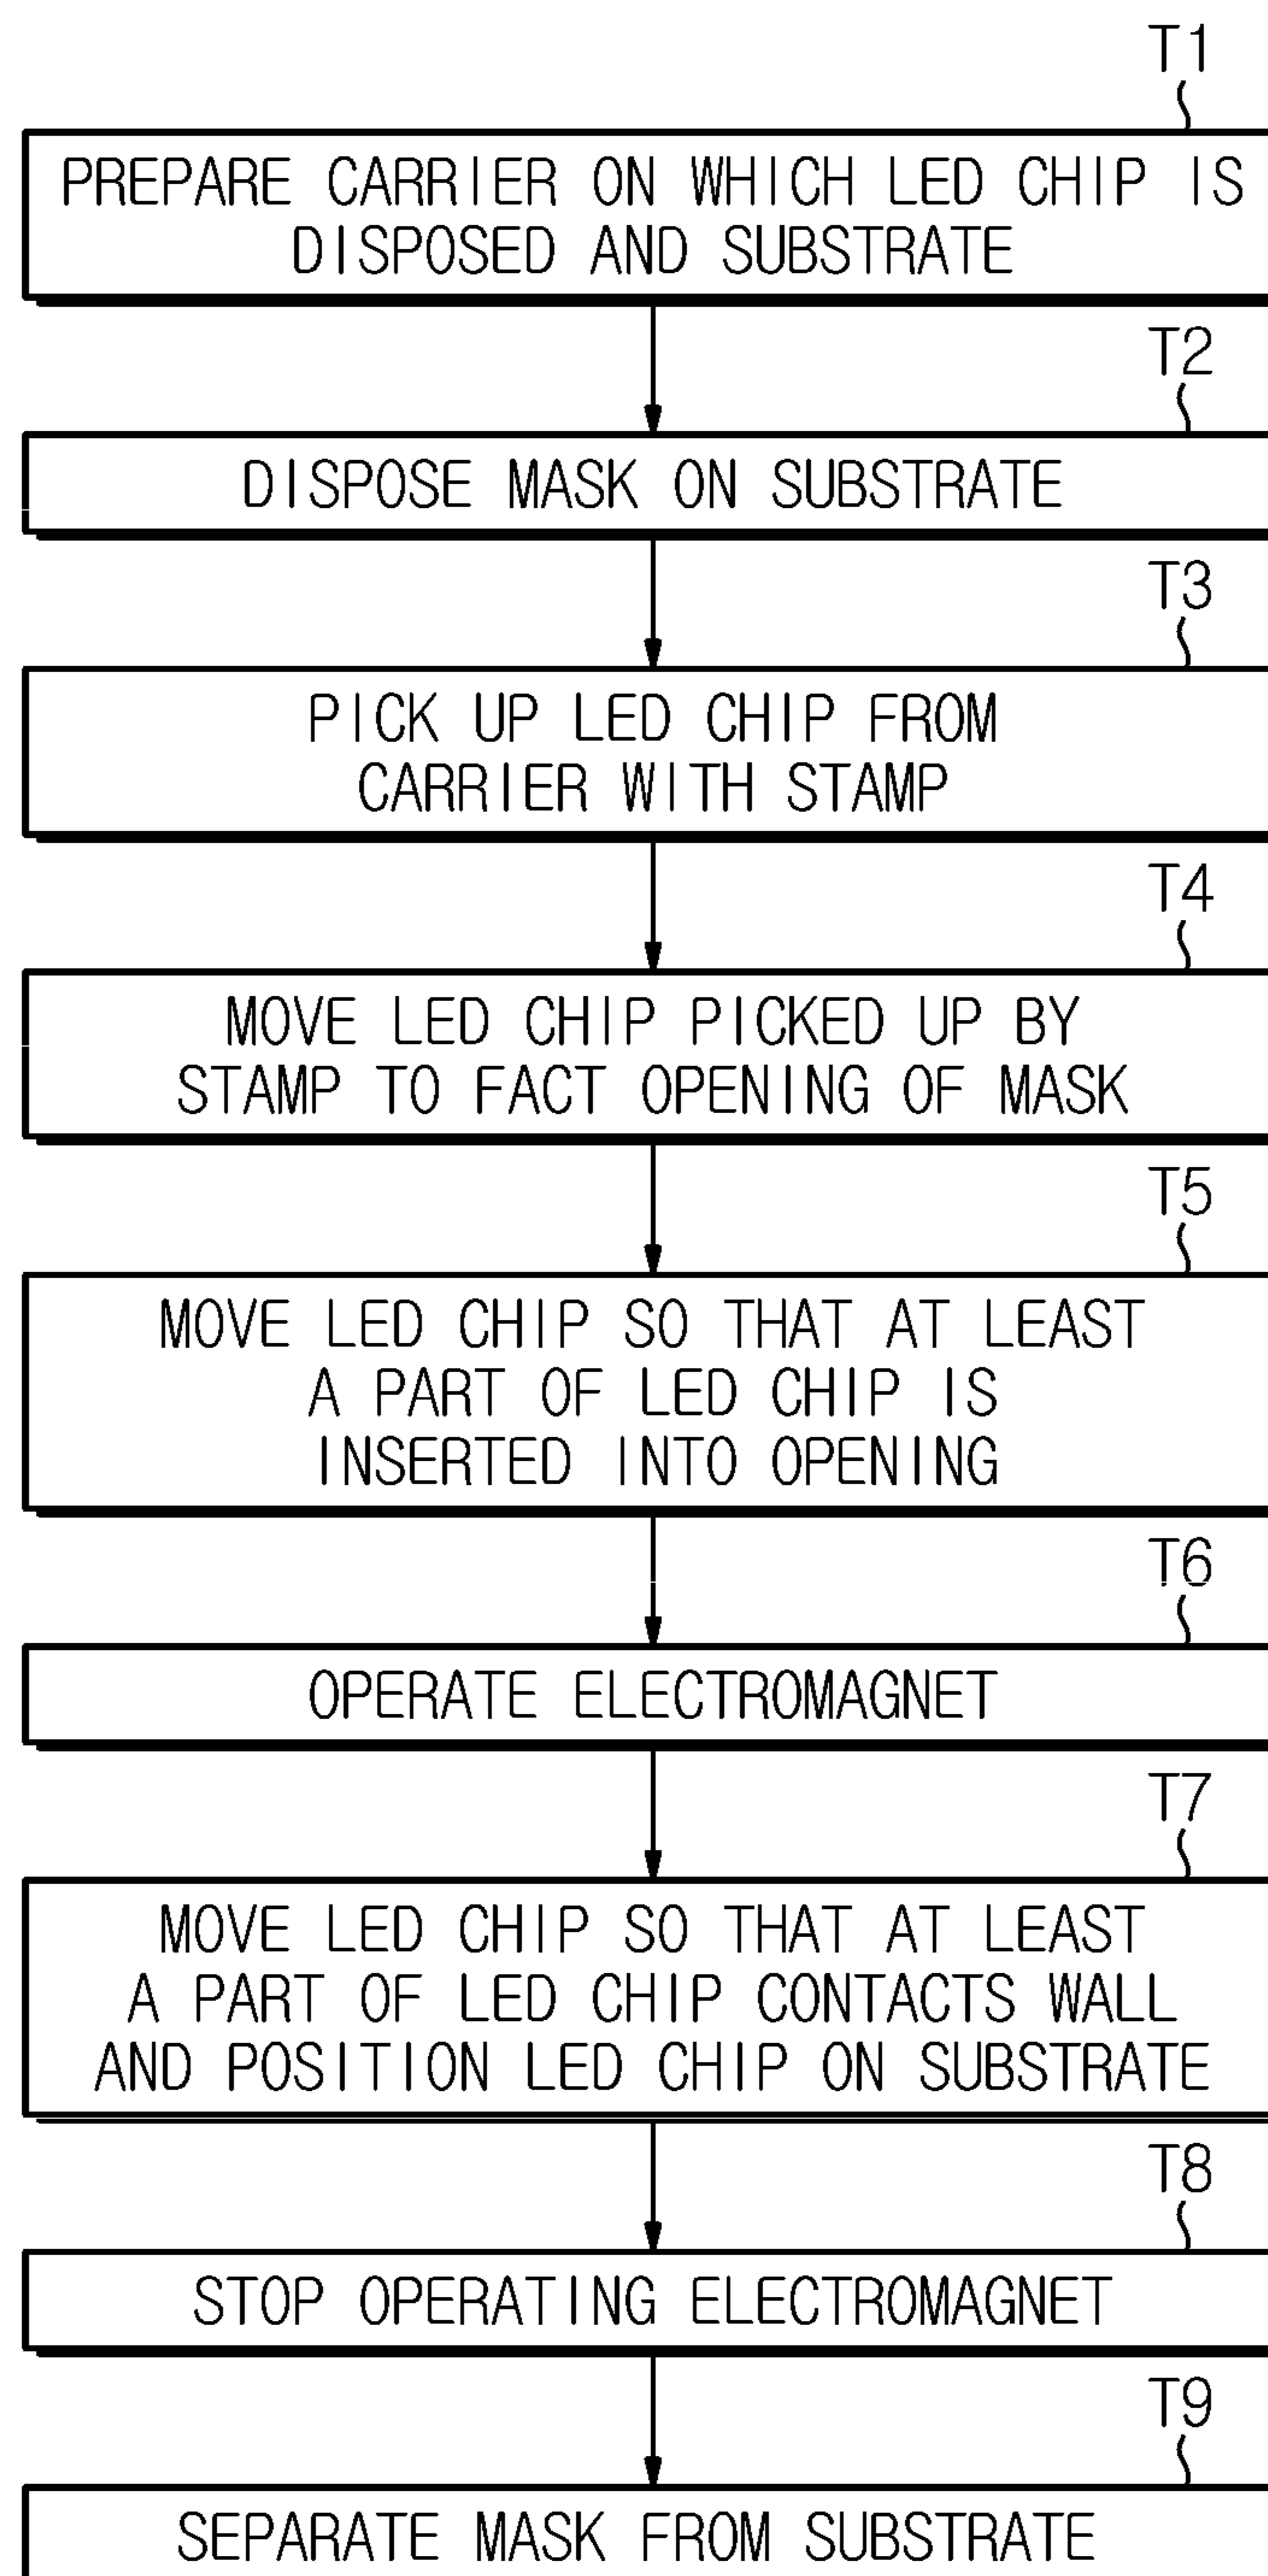 T1
PREPARE CARRIER ON WHICH LED CHIP IS
DISPOSED AND SUBSTRATE
T2
DISPOSE MASK ON SUBSTRATE
T3
PICK UP LED CHIP FROM
CARRIER WITH STAMP
T4
MOVE LED CHIP PICKED UP BY
STAMP TO FACT OPENING OF MASK
T5
MOVE LED CHIP SO THAT AT LEAST
A PART OF LED CHIP IS
INSERTED INTO OPENING
T6
OPERATE ELECTROMAGNET
T7
MOVE LED CHIP SO THAT AT LEAST
A PART OF LED CHIP CONTACTS WALL
AND POSITION LED CHIP ON SUBSTRATE
T8
STOP OPERATING ELECTROMAGNET
T9
SEPARATE MASK FROM SUBSTRATE